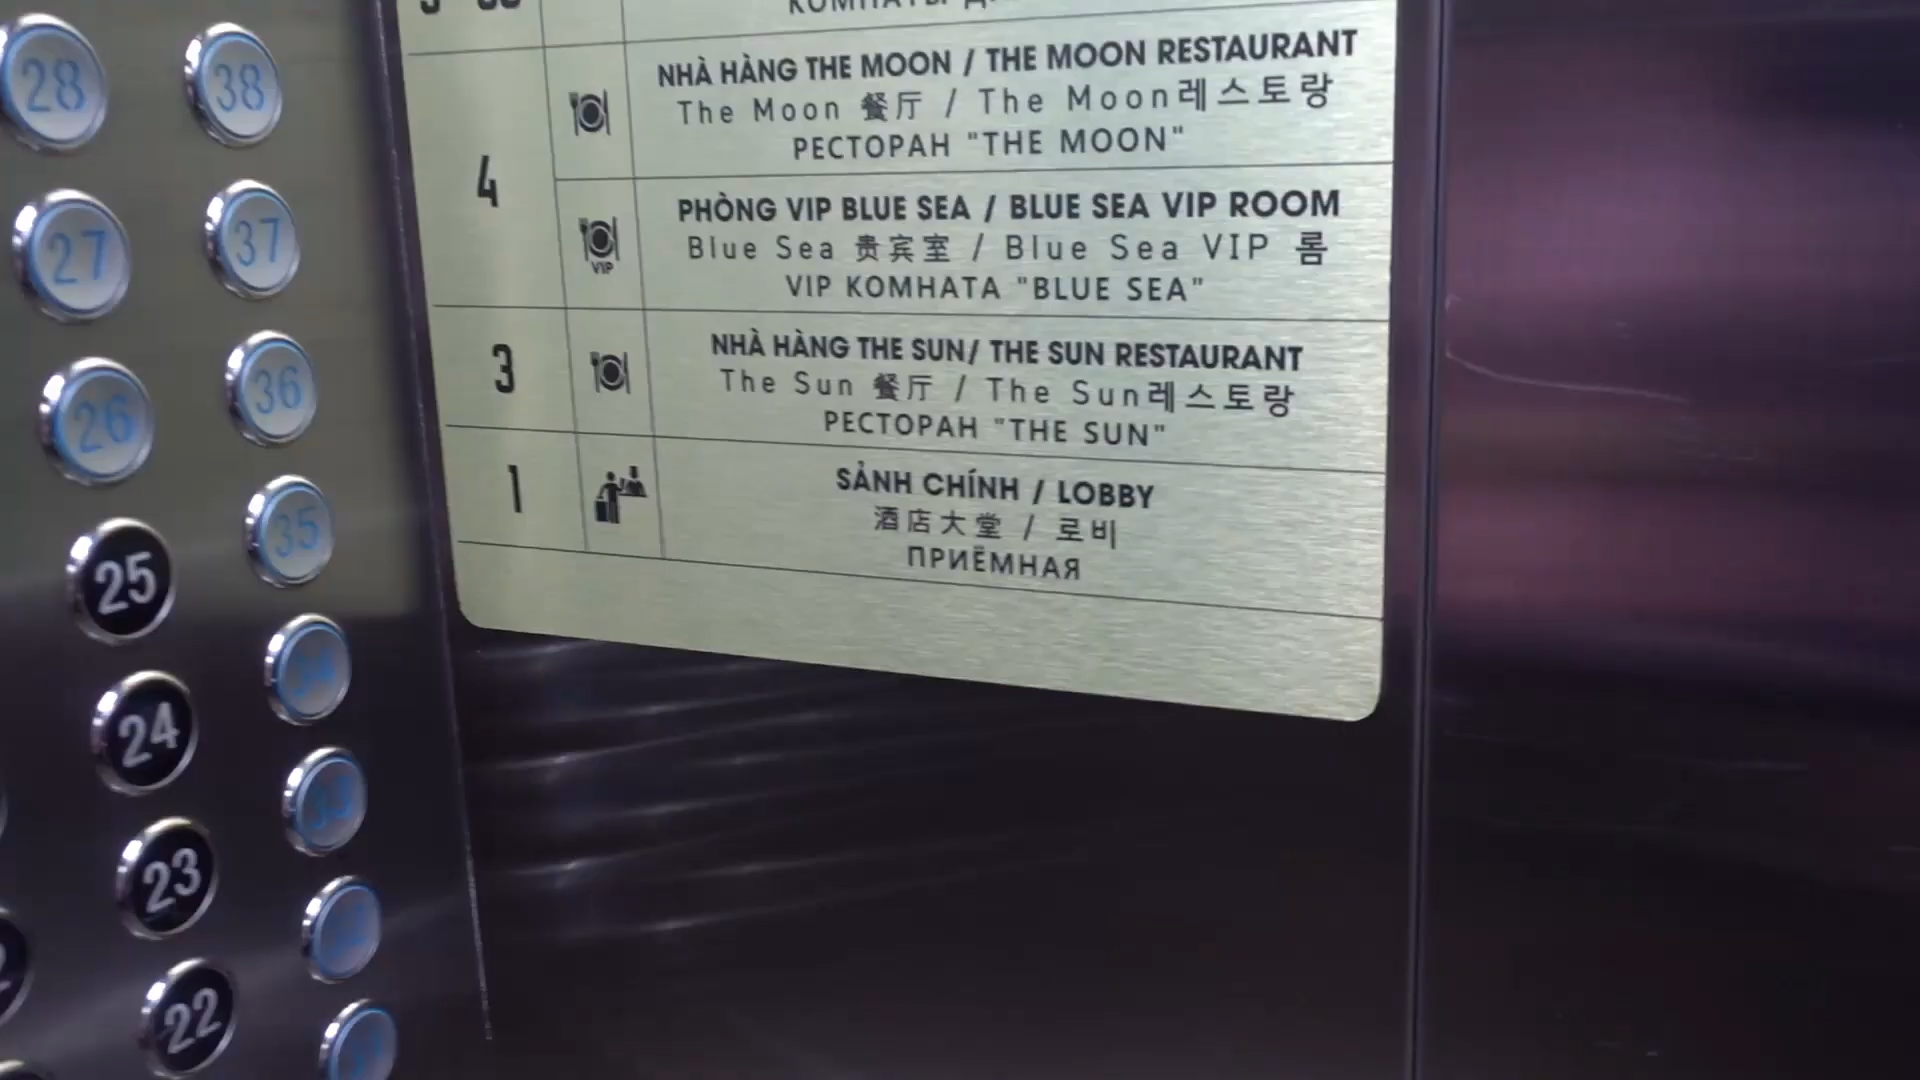 28
38
27
37
26
36
25
35
24
23
22
4
NHÀ HÀNG THE MOON / THE MOON RESTAURANT
The Moon 餐厅 / The Moon레스토랑
РЕСТОРАН "THE MOON"
VIP
PHÒNG VIP BLUE SEA / BLUE SEA VIP ROOM
Blue Sea 贵宾室 / Blue Sea VIP 룸
VIP КОМНАТА "BLUE SEA"
3
NHÀ HÀNG THE SUN/ THE SUN RESTAURANT
The Sun 餐厅 / The Sun레스토랑
РЕСТОРАН "THE SUN"
1
SẢNH CHÍNH / LOBBY
酒店大堂 / 로비
ПРИЁМНАЯ